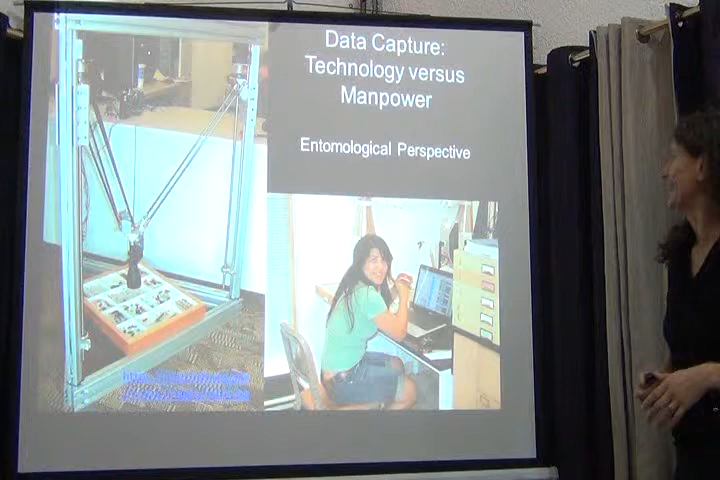 Data Capture:
Technology versus
Manpower
Entomological Perspective